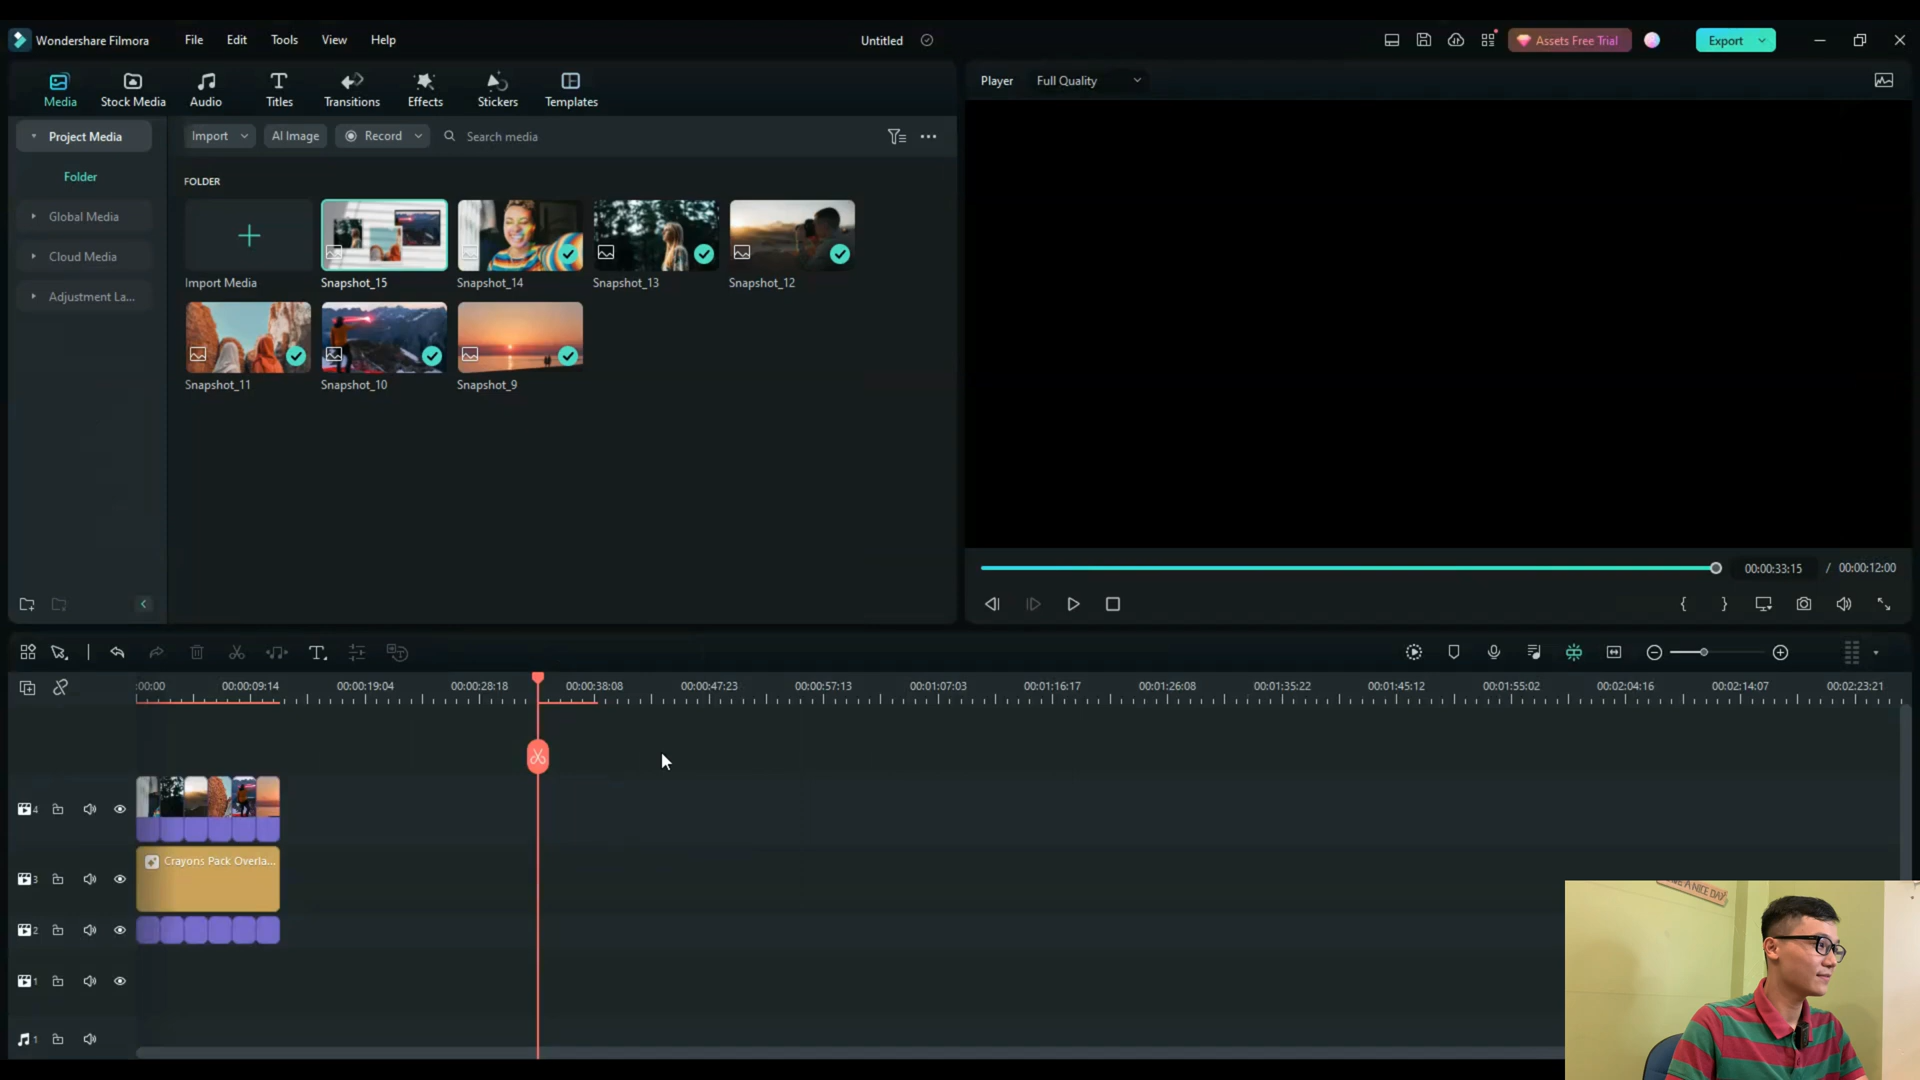 Wondershare Filmora
File
Edit
Tools
View
Help
Untitled
Assets Free Trial
Export
Media
Stock Media
Audio
Titles
Transitions
Effects
Stickers
Templates
Player
Full Quality
Project Media
Import
AI Image
Record
Search media
Folder
FOLDER
Global Media
Cloud Media
Adjustment La...
Import Media
Snapshot_15
Snapshot_14
Snapshot_13
Snapshot_12
Snapshot_11
Snapshot_10
Snapshot_9
00:00:33:15
/
00:00:12:00
:00:00
00:00:09:14
00:00:19:04
00:00:28:18
00:00:38:08
00:00:47:23
00:00:57:13
00:01:07:03
00:01:16:17
00:01:26:08
00:01:35:22
00:01:45:12
00:01:55:02
00:02:04:16
00:02:14:07
00:02:23:21
4
3
Crayons Pack Overla...
2
1
1
A NICE DAY